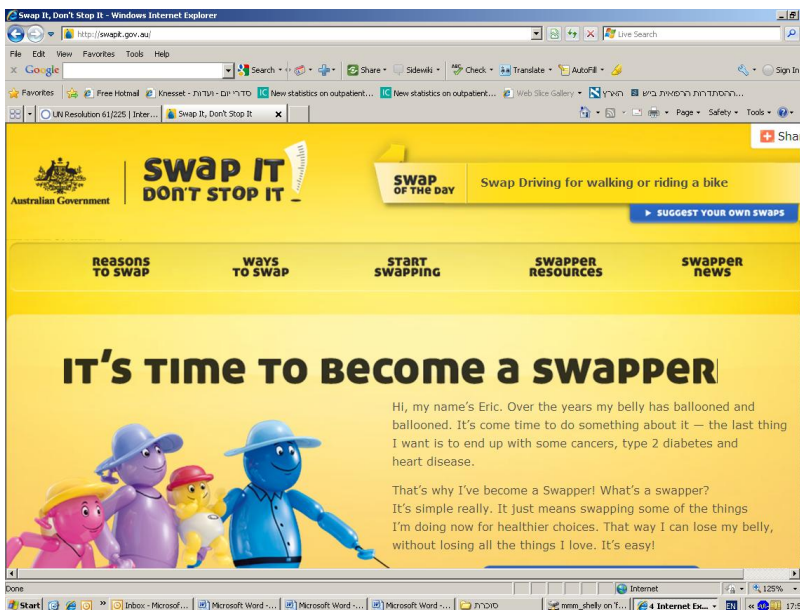 Swap It, Don't Stop It - Windows Internet Explorer
http://swapit.gov.au/
Live Search
File Edit View Favorites Tools Help
x Google Search Share Sidewiki Check Translate AutoFill Sign In
Favorites Free Hotmail Knesset - סדרי יום - ועדות New statistics on outpatient... New statistics on outpatient... Web Slice Gallery הארץ ההסתדרות הרפואית ביש...
UN Resolution 61/225 | Inter... Swap It, Don't Stop It x Page Safety Tools
Shar
Australian Government
SWAP IT
DON'T STOP IT
SWAP OF THE DAY
Swap Driving for walking or riding a bike
SUGGEST YOUR OWN SWAPS
REASONS TO SWAP
WAYS TO SWAP
START SWAPPING
SWAPPER RESOURCES
SWAPPER NEWS
IT'S TIME TO BECOME A SWAPPER
Hi, my name's Eric. Over the years my belly has ballooned and
ballooned. It's come time to do something about it — the last thing
I want is to end up with some cancers, type 2 diabetes and
heart disease.
That's why I've become a Swapper! What's a swapper?
It's simple really. It just means swapping some of the things
I'm doing now for healthier choices. That way I can lose my belly,
without losing all the things I love. It's easy!
Done Internet 125%
Start Inbox - Microsof... Microsoft Word -... Microsoft Word -... Microsoft Word -... סוכרת mmm_shelly on 'f... 4 Internet Ex... EN